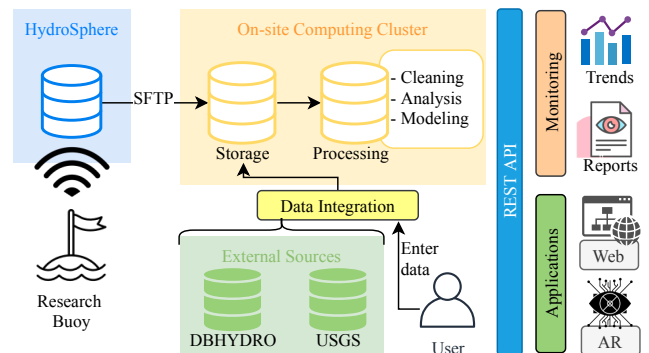 HydroSphere
On-site Computing Cluster
SFTP
- Cleaning
- Analysis
- Modeling
Storage
Processing
Data Integration
External Sources
DBHYDRO
USGS
Enter
data
User
Research
Buoy
REST API
Monitoring
Trends
Reports
Applications
Web
AR